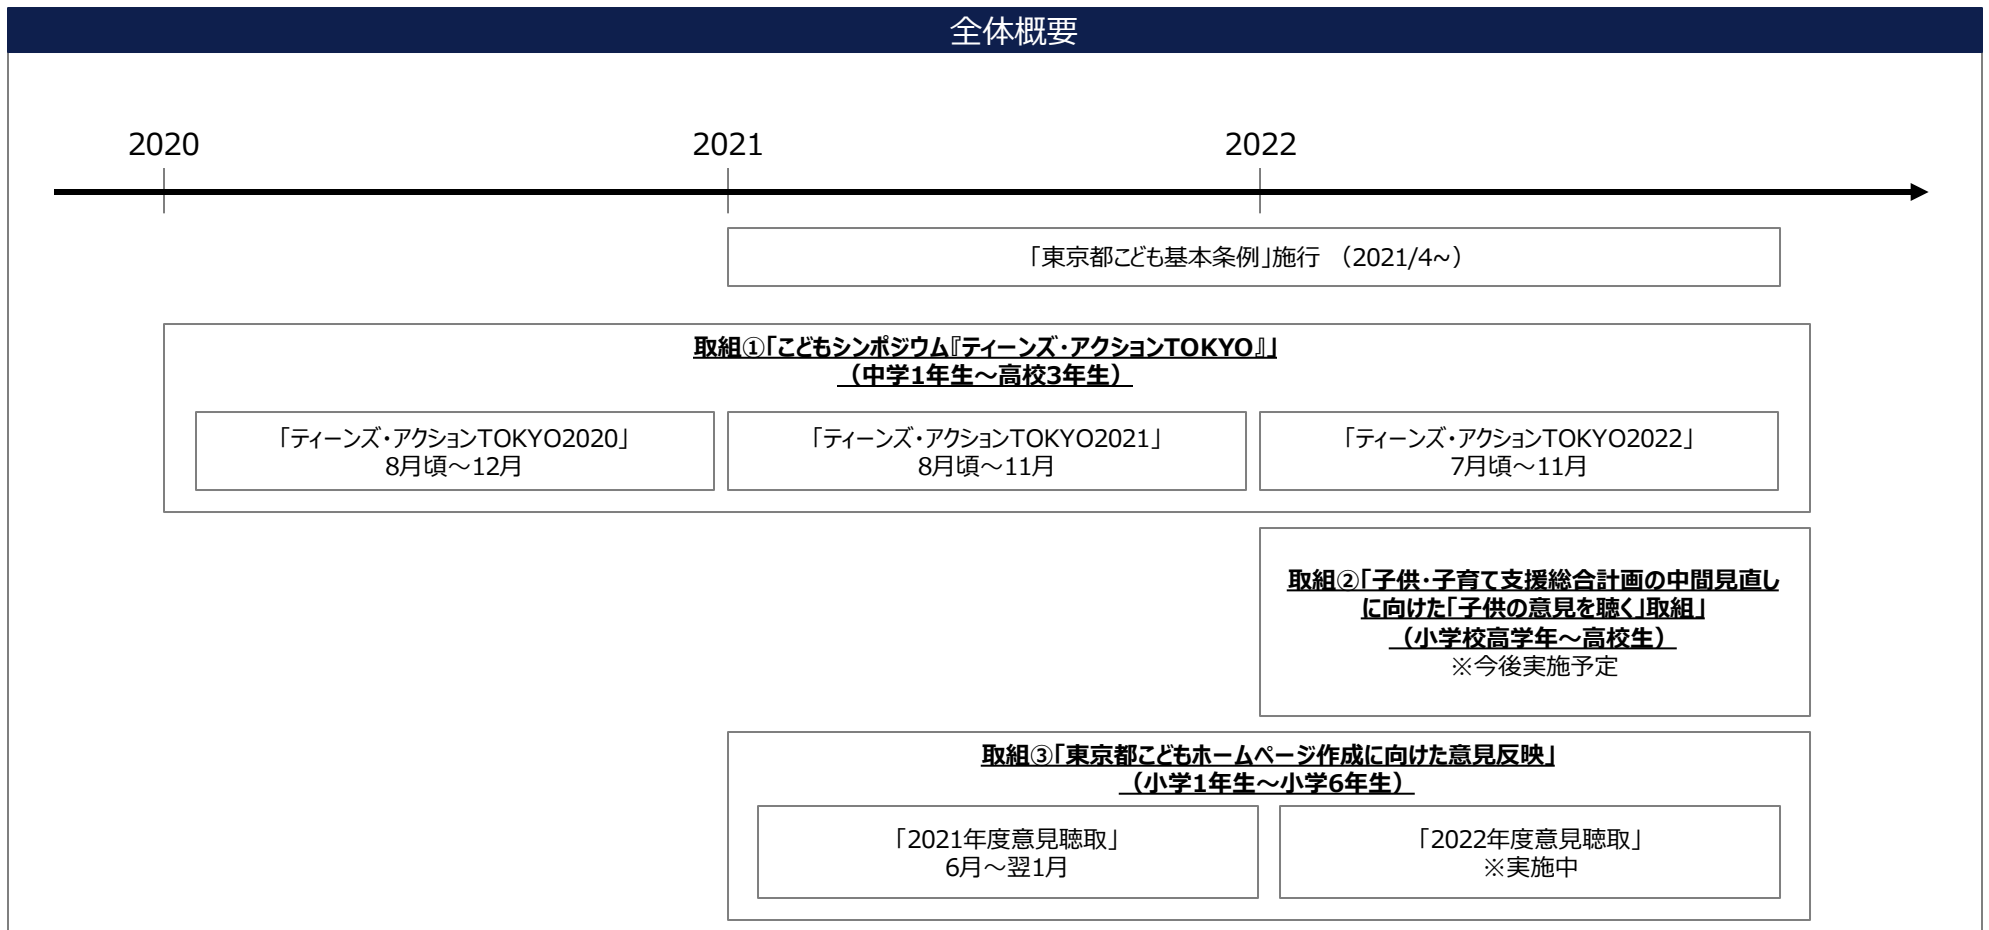 全体概要
2020
2021
2022
「東京都こども基本条例」施行 （2021/4~）
取組①「こどもシンポジウム『ティーンズ・アクションTOKYO』」
（中学1年生～高校3年生）
「ティーンズ・アクションTOKYO2020」
8月頃～12月
「ティーンズ・アクションTOKYO2021」
8月頃～11月
「ティーンズ・アクションTOKYO2022」
7月頃～11月
取組②「子供・子育て支援総合計画の中間見直し
に向けた「子供の意見を聴く」取組」
（小学校高学年～高校生）
※今後実施予定
取組③「東京都こどもホームページ作成に向けた意見反映」
（小学1年生～小学6年生）
「2021年度意見聴取」
6月～翌1月
「2022年度意見聴取」
※実施中